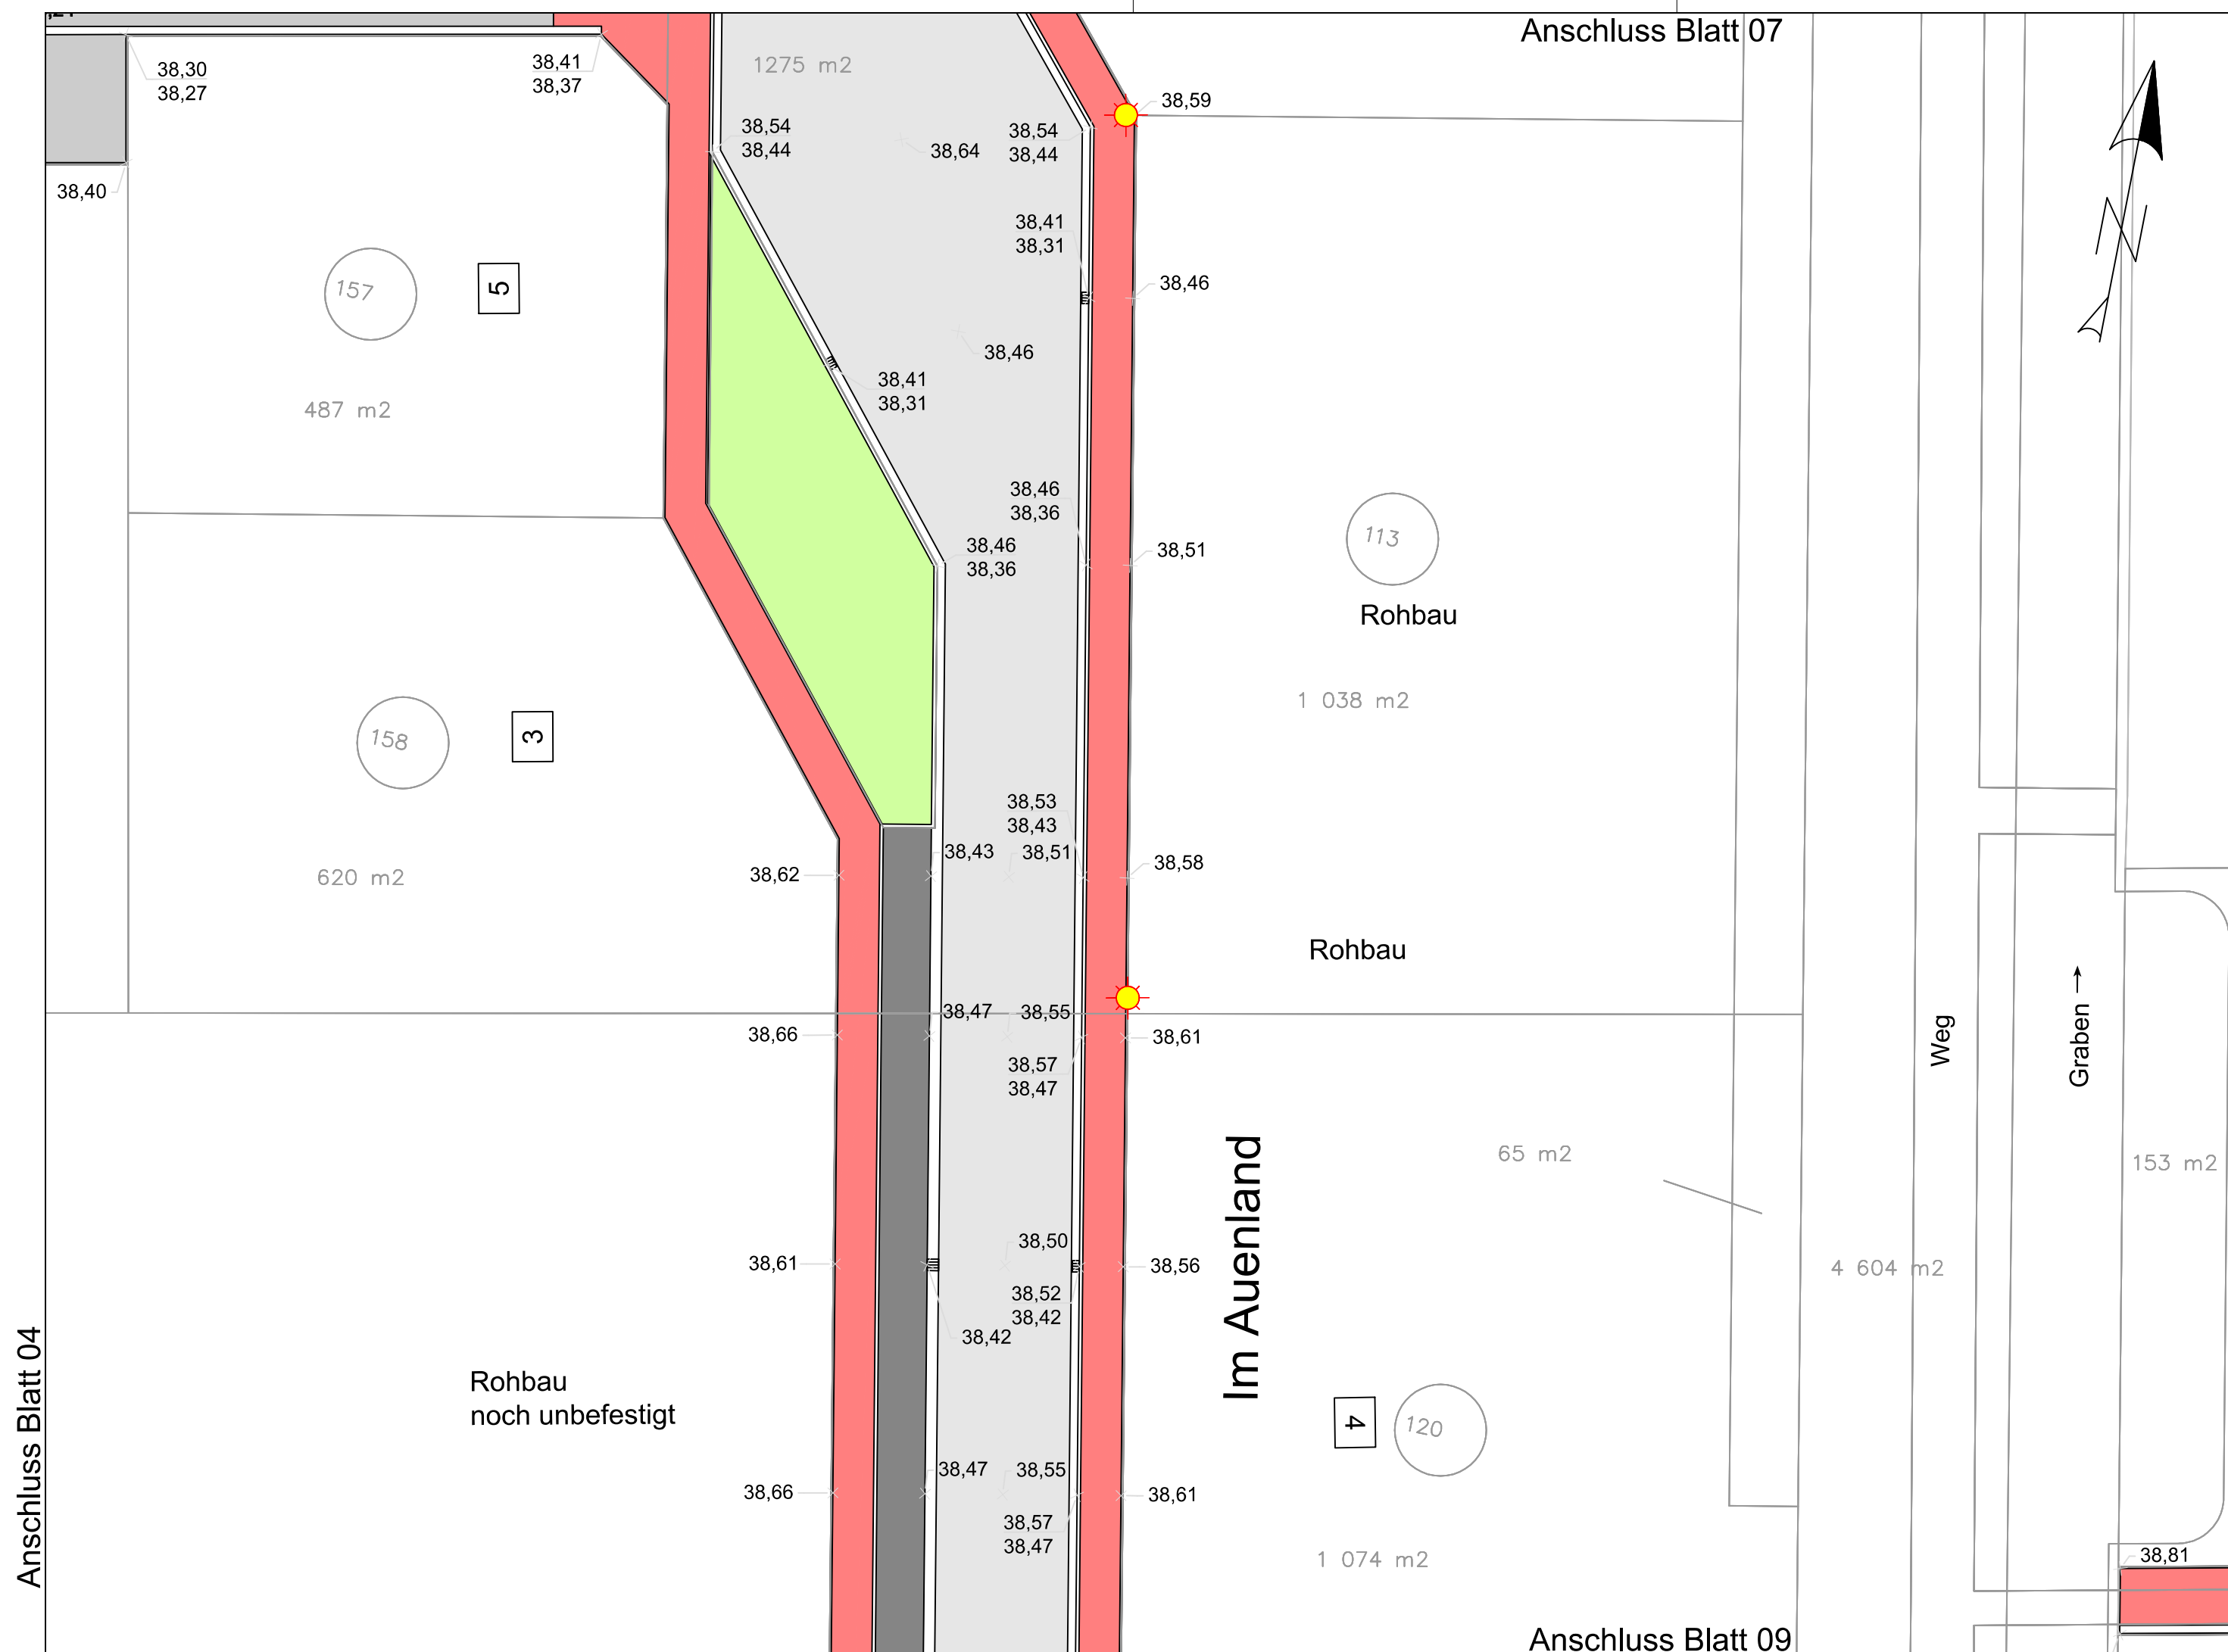 Anschluss Blatt 07
1275 m2
38,30
38,27
38,41
38,37
38,59
38,54
38,44
38,64
38,54
38,44
38,40
38,41
38,31
38,46
157
5
38,46
38,41
38,31
487 m2
N
38,46
38,36
38,46
38,36
38,51
113
Rohbau
1 038 m2
158
3
38,53
38,43
38,43
38,51
38,58
38,62
620 m2
Rohbau
38,47
38,55
38,66
38,61
38,57
38,47
Weg
Graben
Im Auenland
65 m2
153 m2
38,50
38,61
38,56
4 604 m2
38,52
38,42
38,42
Rohbau
noch unbefestigt
4
120
Anschluss Blatt 04
38,47
38,55
38,66
38,61
38,57
38,47
1 074 m2
38,81
Anschluss Blatt 09